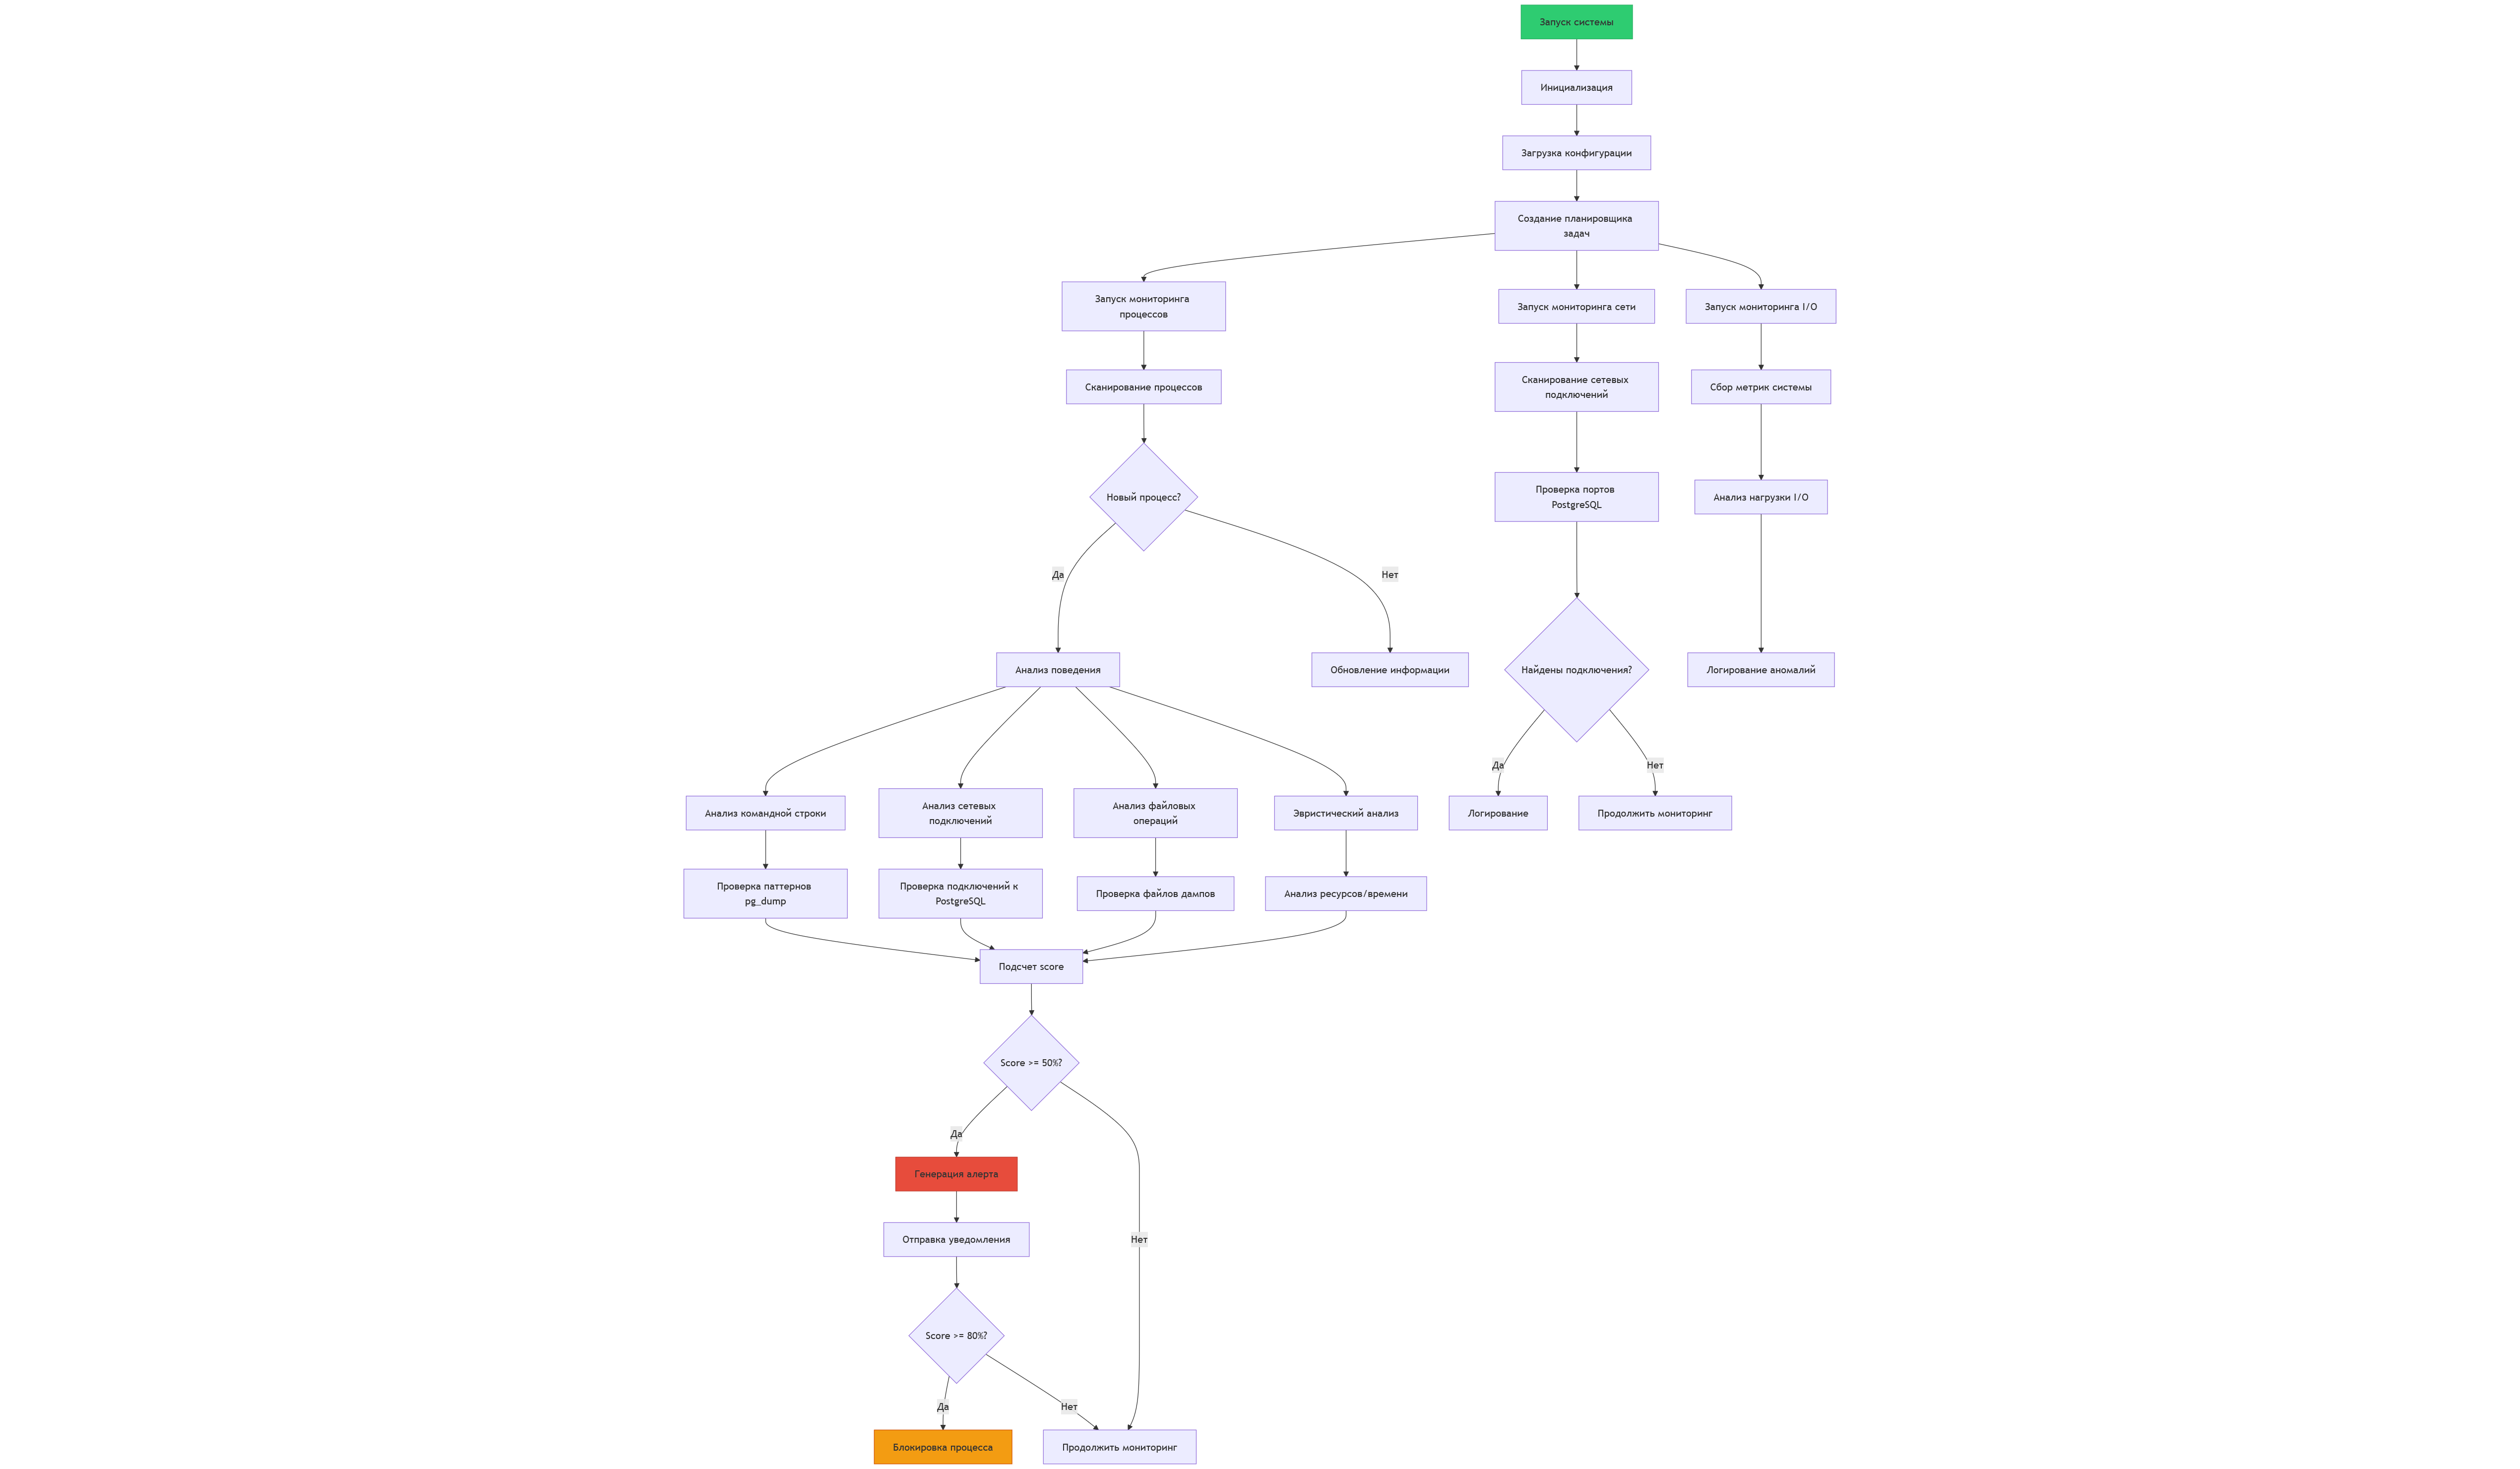 Запуск системы
Инициализация
Загрузка конфигурации
Создание планировщика
задач
Запуск мониторинга
процессов
Запуск мониторинга сети
Запуск мониторинга I/O
Сканирование процессов
Сканирование сетевых
подключений
Сбор метрик системы
Новый процесс?
Проверка портов
PostgreSQL
Анализ нагрузки I/O
Да
Нет
Анализ поведения
Обновление информации
Найдены подключения?
Логирование аномалий
Да
Нет
Анализ командной строки
Анализ сетевых
подключений
Анализ файловых
операций
Эвристический анализ
Логирование
Продолжить мониторинг
Проверка паттернов
pg_dump
Проверка подключений к
PostgreSQL
Проверка файлов дампов
Анализ ресурсов/времени
Подсчет score
Score >= 50%?
Да
Генерация алерта
Отправка уведомления
Нет
Score >= 80%?
Да
Нет
Блокировка процесса
Продолжить мониторинг